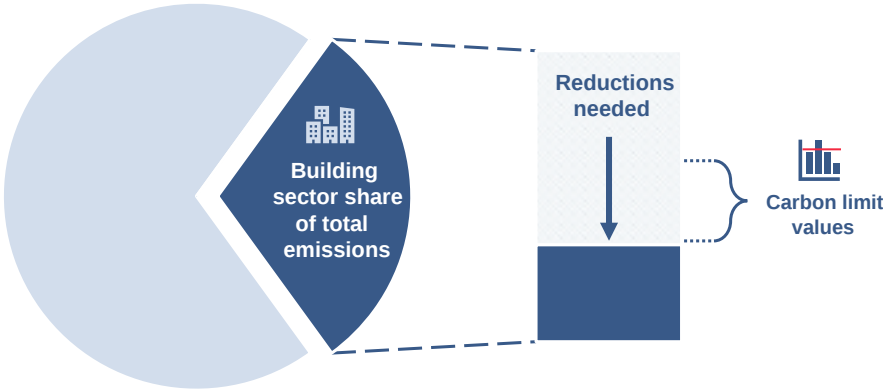 Building
sector share
of total
emissions
Reductions
needed
Carbon limit
values